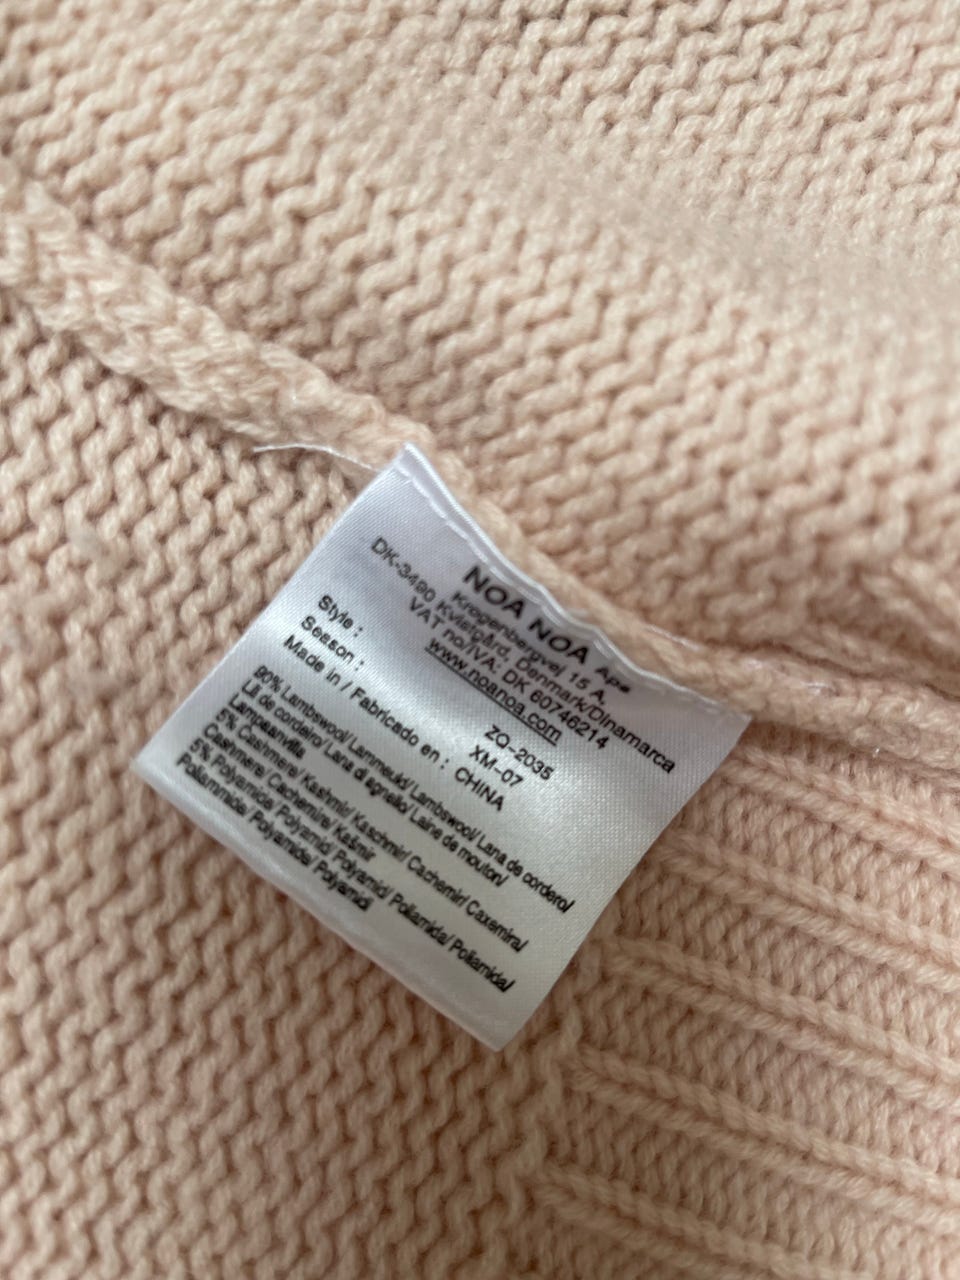 NOA NOA Aps
Krogenbergvej 15 A,
DK-3490 Kvistgård, Denmark/Dinamarca
VAT no/IVA: DK 60746214
www.noanoa.com
Style : ZQ-2035
Season : XM-07
Made in / Fabricado en : CHINA
90% Lambswool/ Lammeuld/ Lambswool/ Lana de cordero/
Lã de cordeiro/ Lana di agnello/ Laine de mouton/
Lampaanvilla
5% Cashmere/ Kashmir/ Kaschmir/ Cachemir/ Caxemira/
Cashmere/ Cachemire/ Kašmir
5% Polyamide/ Polyamid/ Polyamid/ Poliamida/ Poliamida/
Poliammide/ Polyamide/ Polyamidi